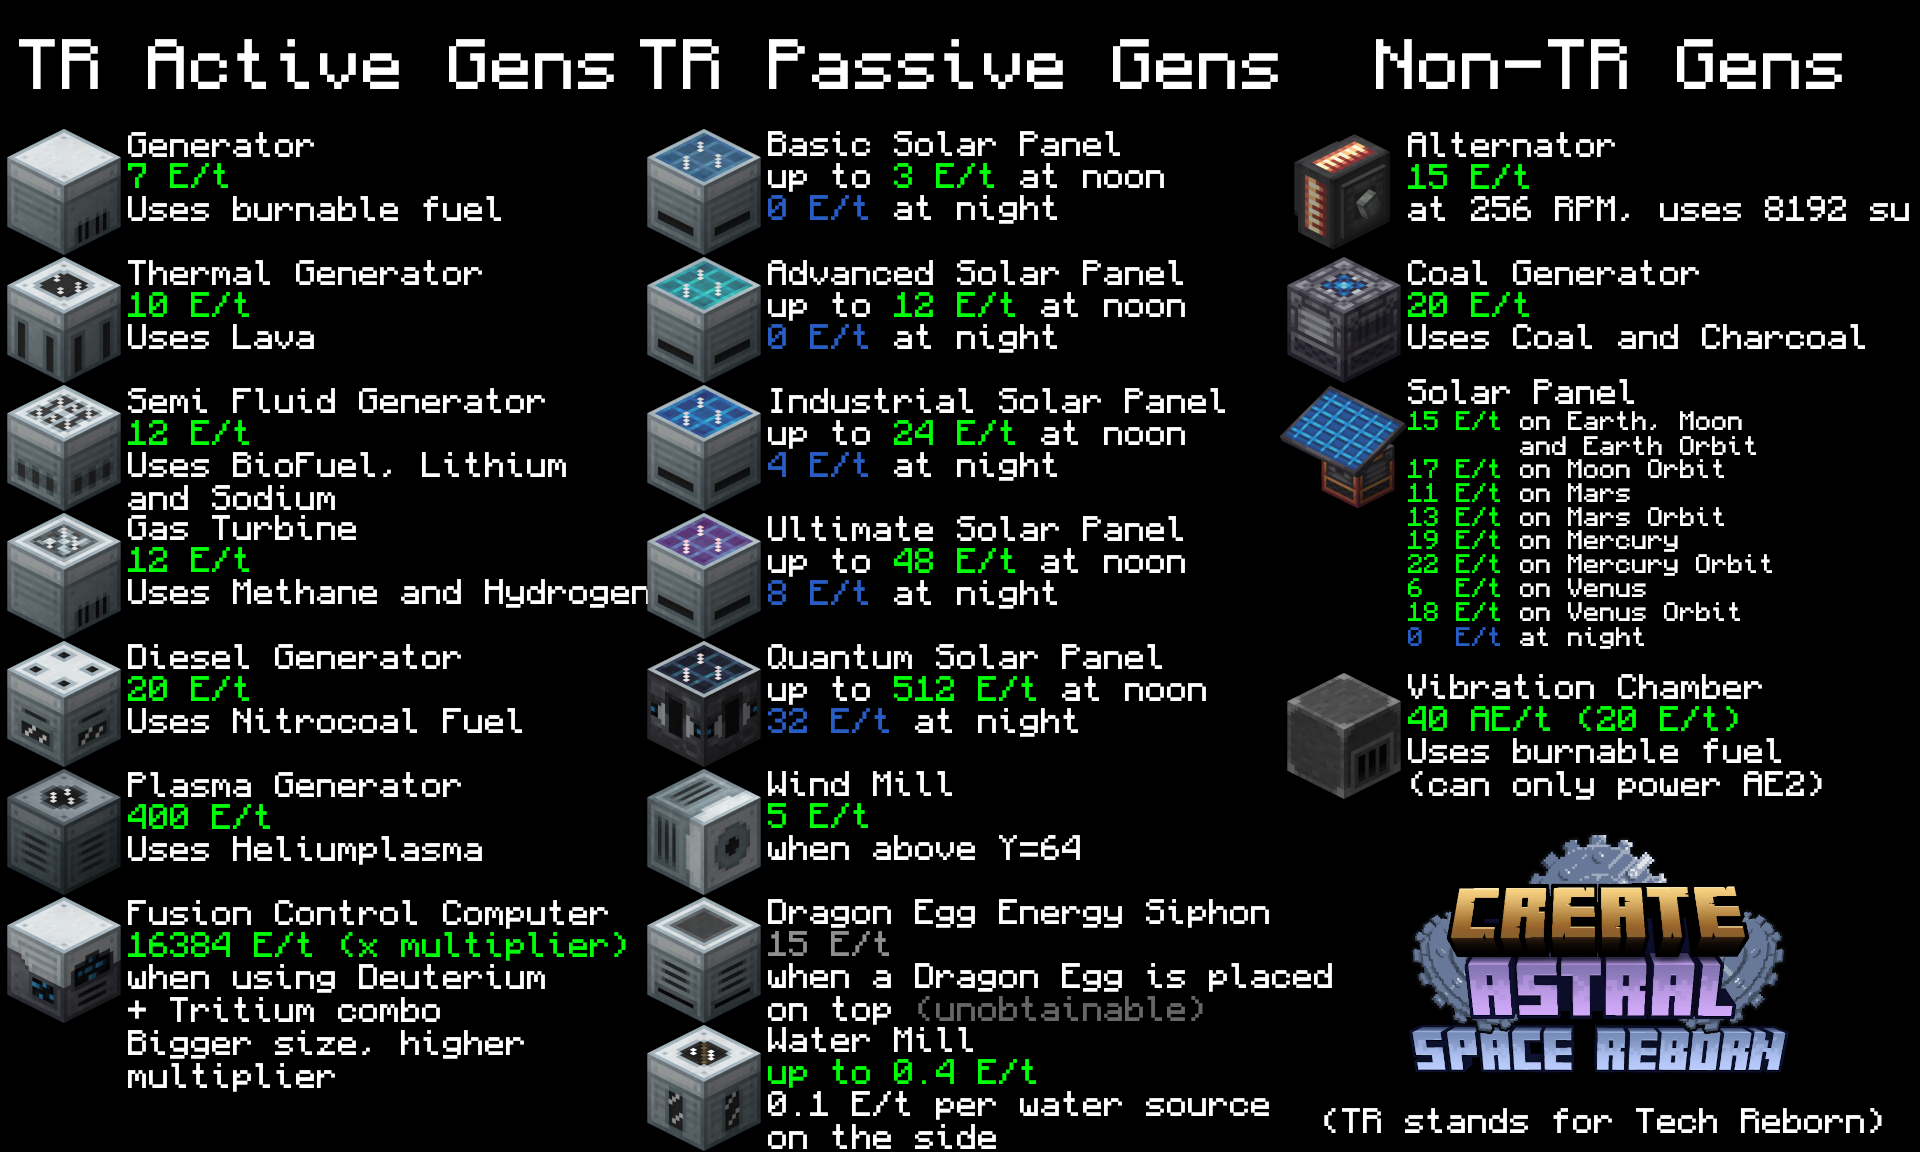 TR Active Gens
Generator
7 E/t
Uses burnable fuel
Thermal Generator
10 E/t
Uses Lava
Semi Fluid Generator
12 E/t
Uses BioFuel, Lithium
and Sodium
Gas Turbine
12 E/t
Uses Methane and Hydrogen
Diesel Generator
20 E/t
Uses Nitrocoal Fuel
Plasma Generator
400 E/t
Uses Heliumplasma
Fusion Control Computer
16384 E/t (x multiplier)
when using Deuterium
+ Tritium combo
Bigger size, higher
multiplier
TR Passive Gens
Basic Solar Panel
up to 3 E/t at noon
0 E/t at night
Advanced Solar Panel
up to 12 E/t at noon
0 E/t at night
Industrial Solar Panel
up to 24 E/t at noon
4 E/t at night
Ultimate Solar Panel
up to 48 E/t at noon
8 E/t at night
Quantum Solar Panel
up to 512 E/t at noon
32 E/t at night
Wind Mill
5 E/t
when above Y=64
Dragon Egg Energy Siphon
15 E/t
when a Dragon Egg is placed
on top (unobtainable)
Water Mill
up to 0.4 E/t
0.1 E/t per water source
on the side
Non-TR Gens
Alternator
15 E/t
at 256 RPM, uses 8192 su
Coal Generator
20 E/t
Uses Coal and Charcoal
Solar Panel
15 E/t on Earth, Moon
and Earth Orbit
17 E/t on Moon Orbit
11 E/t on Mars
13 E/t on Mars Orbit
19 E/t on Mercury
22 E/t on Mercury Orbit
6 E/t on Venus
18 E/t on Venus Orbit
0 E/t at night
Vibration Chamber
40 AE/t (20 E/t)
Uses burnable fuel
(can only power AE2)
CREATE
ASTRAL
SPACE REBORN
(TR stands for Tech Reborn)